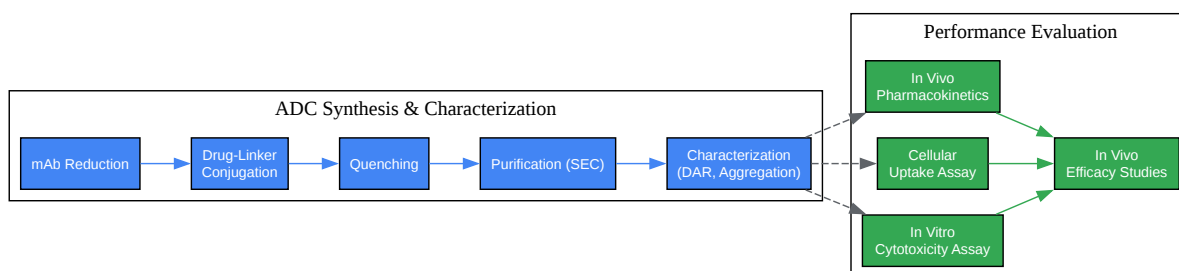 ADC Synthesis & Characterization
mAb Reduction
Drug-Linker
Conjugation
Quenching
Purification (SEC)
Characterization
(DAR, Aggregation)
Performance Evaluation
In Vivo
Pharmacokinetics
Cellular
Uptake Assay
In Vitro
Cytotoxicity Assay
In Vivo
Efficacy Studies